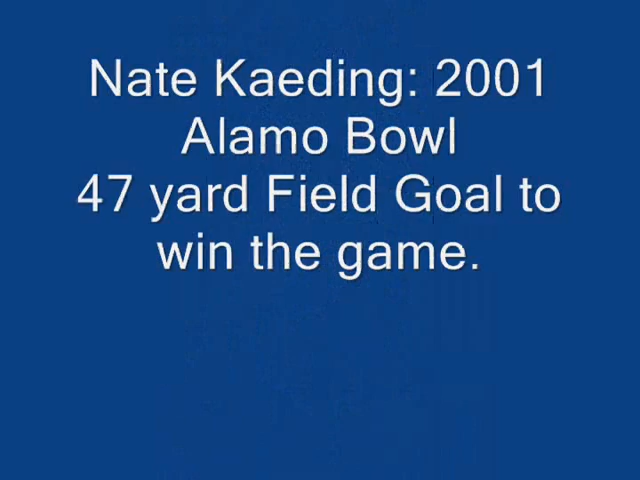 Nate Kaeding: 2001
Alamo Bowl
47 yard Field Goal to
win the game.